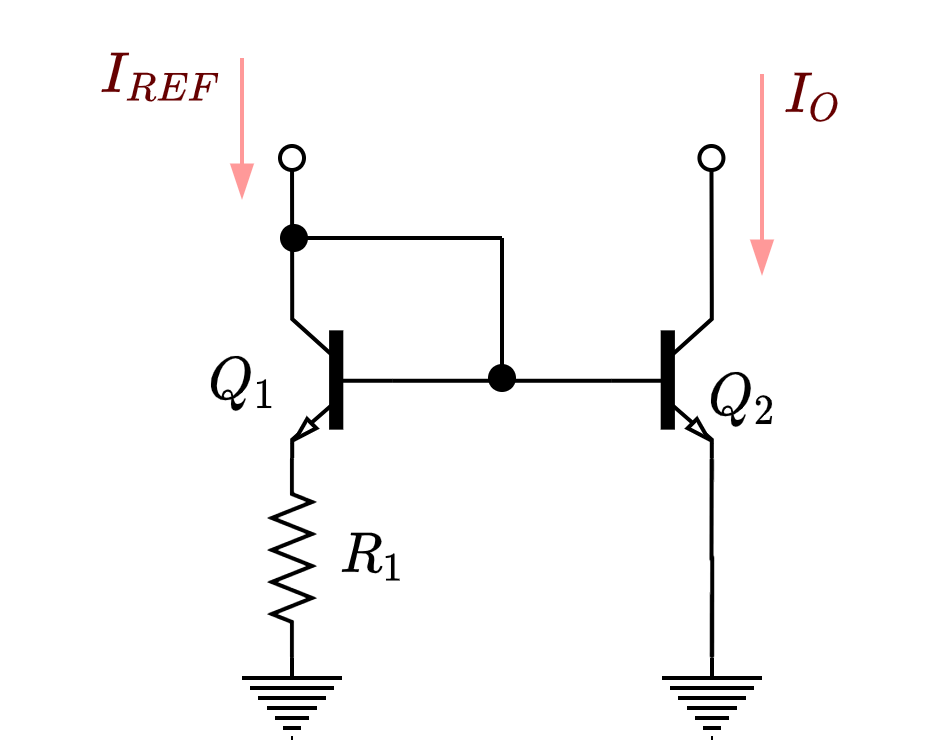 I_REF
I_O
Q_1
Q_2
R_1